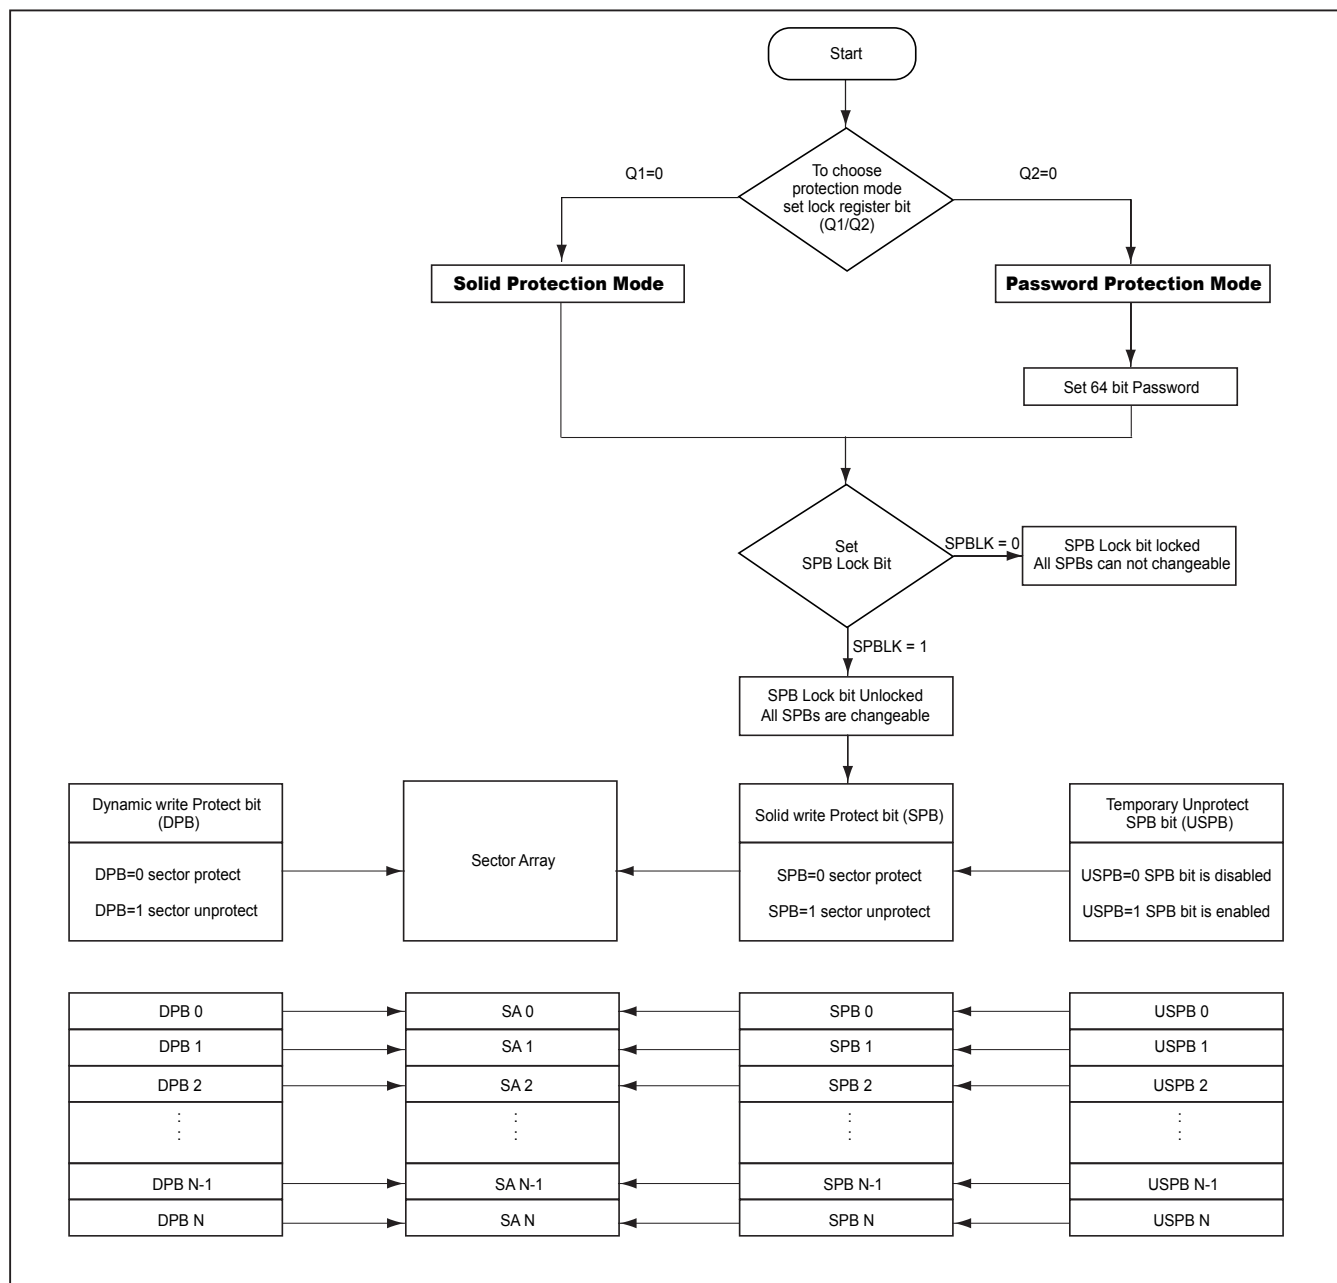 Start
To choose
protection mode
set lock register bit
(Q1/Q2)
Q1=0
Q2=0
Solid Protection Mode
Password Protection Mode
Set 64 bit Password
Set
SPB Lock Bit
SPBLK = 0
SPB Lock bit locked
All SPBs can not changeable
SPBLK = 1
SPB Lock bit Unlocked
All SPBs are changeable
Dynamic write Protect bit
(DPB)
DPB=0 sector protect
DPB=1 sector unprotect
Sector Array
Solid write Protect bit (SPB)
SPB=0 sector protect
SPB=1 sector unprotect
Temporary Unprotect
SPB bit (USPB)
USPB=0 SPB bit is disabled
USPB=1 SPB bit is enabled
DPB 0
SA 0
SPB 0
USPB 0
DPB 1
SA 1
SPB 1
USPB 1
DPB 2
SA 2
SPB 2
USPB 2
DPB N-1
SA N-1
SPB N-1
USPB N-1
DPB N
SA N
SPB N
USPB N